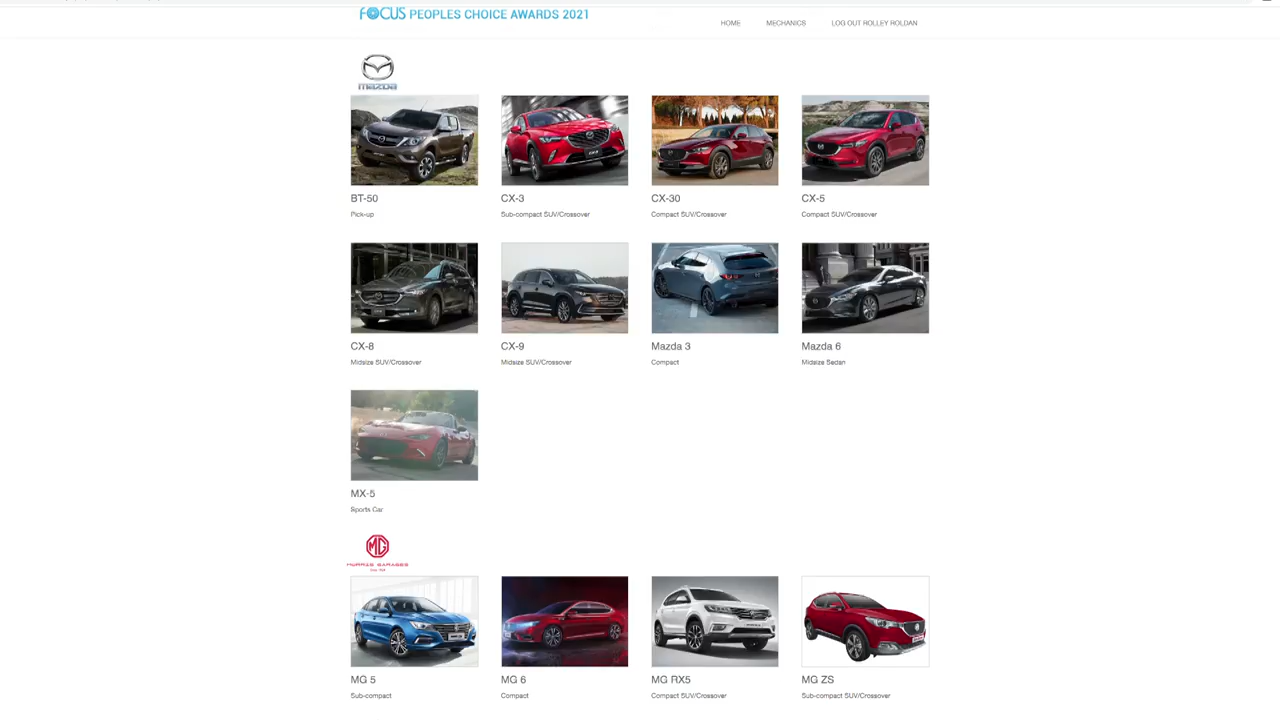 FOCUS PEOPLES CHOICE AWARDS 2021
HOME MECHANICS LOG OUT ROLLEY ROLDAN
mazda
BT-50 CX-3 CX-30 CX-5
Pick-up Sub-compact SUV/Crossover Compact SUV/Crossover Compact SUV/Crossover
CX-8 CX-9 Mazda 3 Mazda 6
Midsize SUV/Crossover Midsize SUV/Crossover Compact Midsize Sedan
MX-5
Sports Car
MG
MORRIS GARAGES
MG 5 MG 6 MG RX5 MG ZS
Sub-compact Compact Compact SUV/Crossover Sub-compact SUV/Crossover